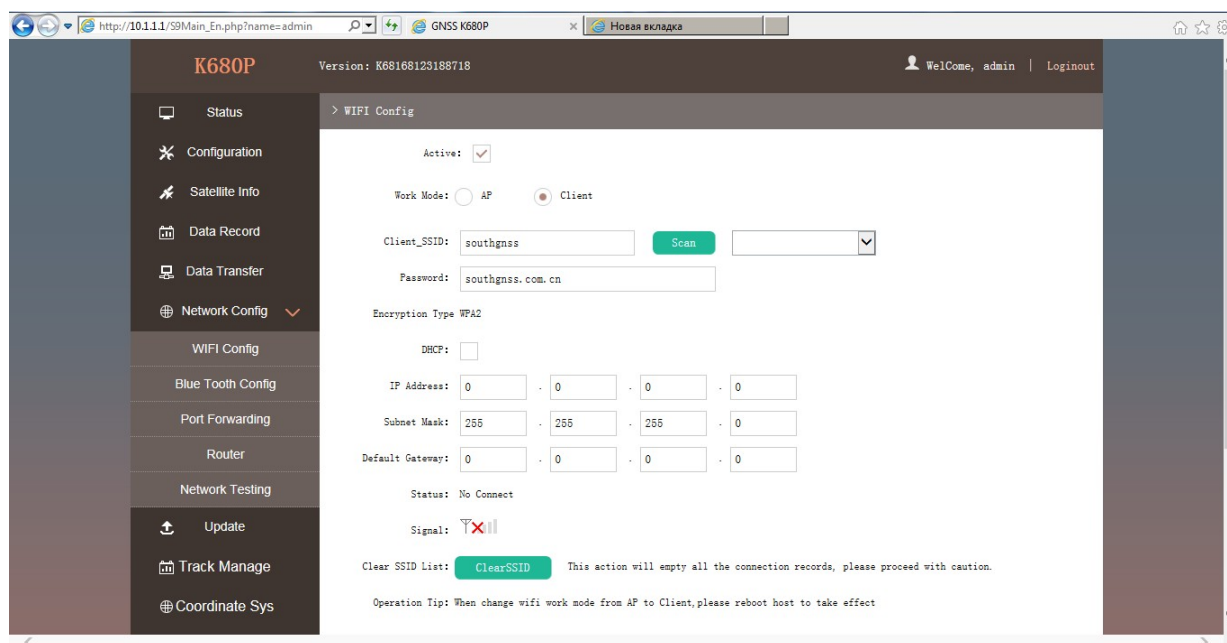 http://10.1.1.1/S9Main_En.php?name=admin
GNSS K680P
Новая вкладка
K680P
Version: K68168123188718
WelCome, admin | Loginout
Status
Configuration
Satellite Info
Data Record
Data Transfer
Network Config
WIFI Config
Blue Tooth Config
Port Forwarding
Router
Network Testing
Update
Track Manage
Coordinate Sys
> WIFI Config
Active:
Work Mode: AP Client
Client_SSID: southgnss Scan
Password: southgnss.com.cn
Encryption Type WPA2
DHCP:
IP Address: 0 . 0 . 0 . 0
Subnet Mask: 255 . 255 . 255 . 0
Default Gateway: 0 . 0 . 0 . 0
Status: No Connect
Signal:
Clear SSID List: ClearSSID This action will empty all the connection records, please proceed with caution.
Operation Tip: When change wifi work mode from AP to Client,please reboot host to take effect